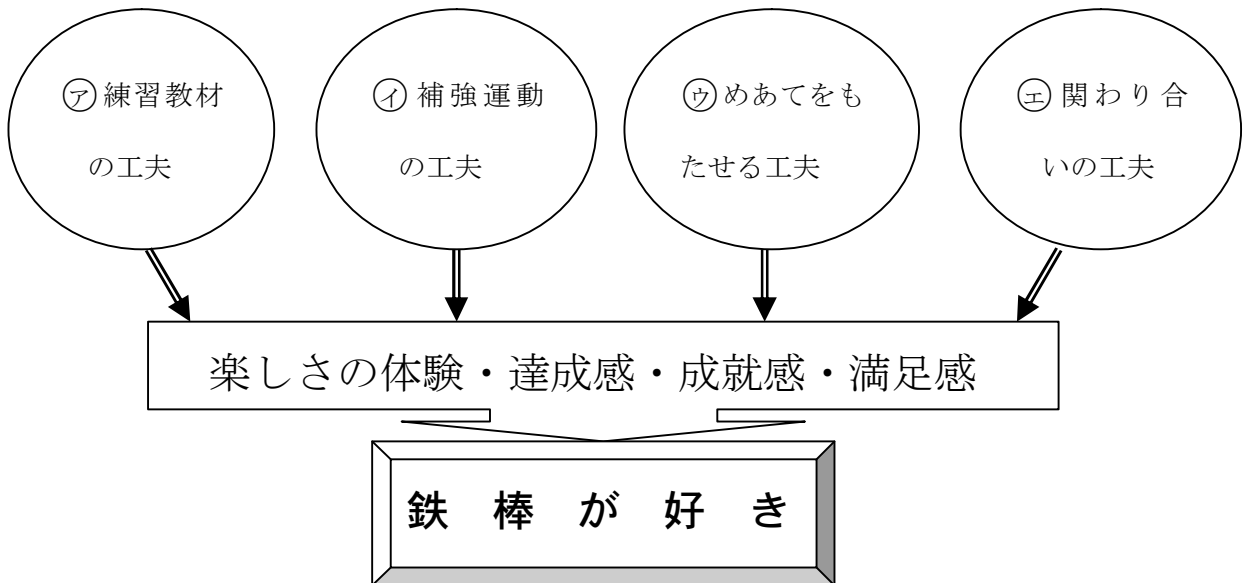 ㋐練習教材
の工夫
㋑補強運動
の工夫
㋒めあてをも
たせる工夫
㋓関わり合
いの工夫
楽しさの体験・達成感・成就感・満足感
鉄棒が好き